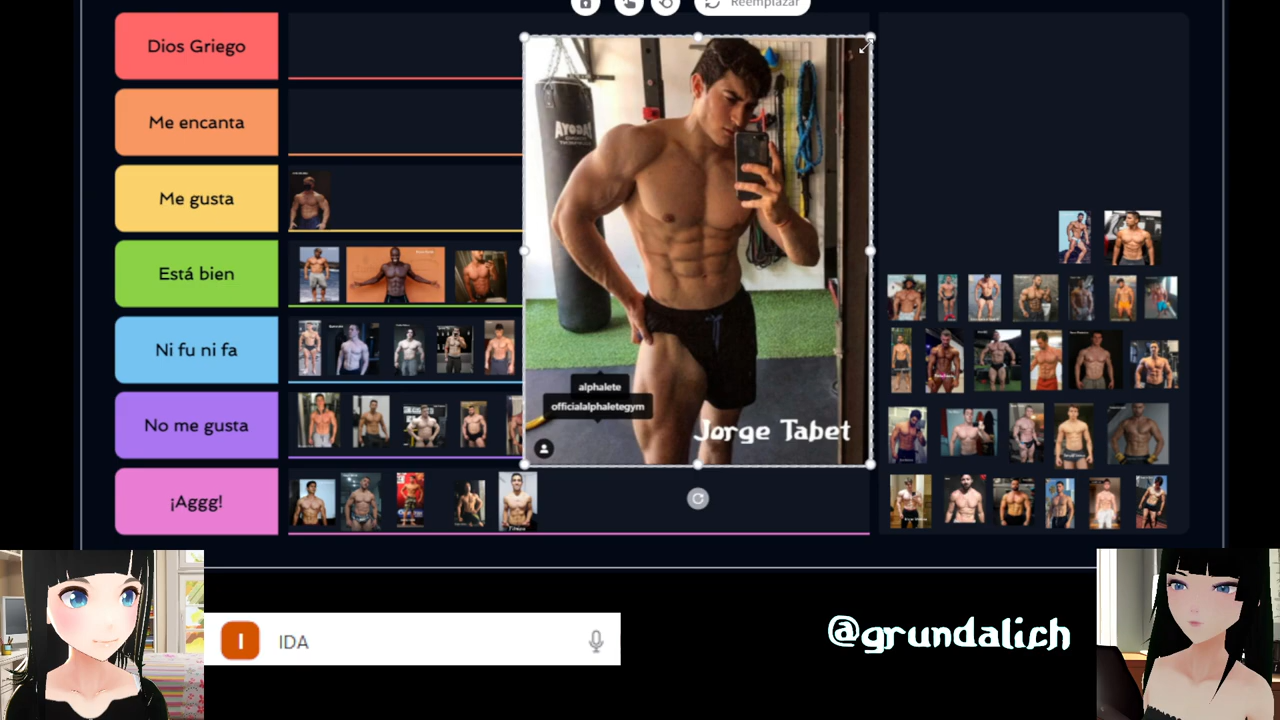 Reemplazar
Dios Griego
Me encanta
Me gusta
Está bien
Ni fu ni fa
No me gusta
¡Aggg!
alphalete
officialalphaletegym
Jorge Tabet
I
IDA
@grundalich